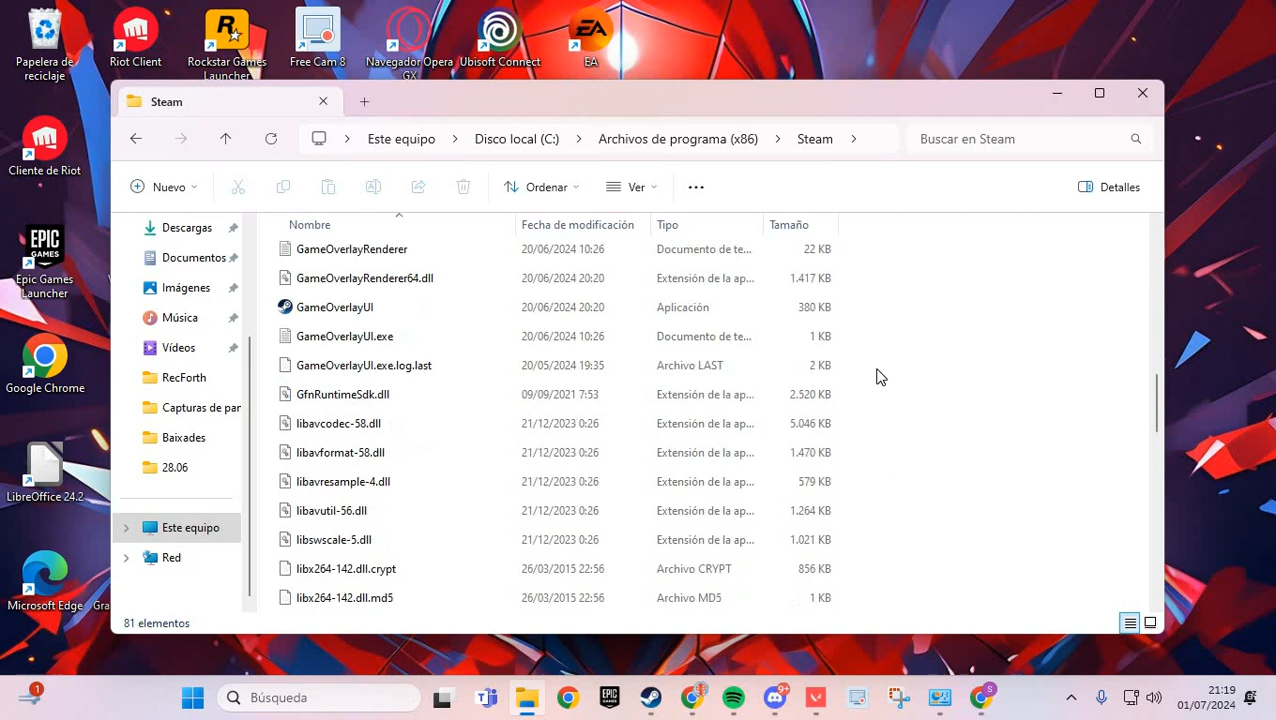 Papelera de
reciclaje
Riot Client
Rockstar Games
Launcher
Free Cam 8
Navegador Opera
GX
Ubisoft Connect
EA
EA
Cliente de Riot
EPIC
GAMES
Epic Games
Launcher
Google Chrome
LibreOffice 24.2
Microsoft Edge
Gra
Steam
Este equipo
Disco local (C:)
Archivos de programa (x86)
Steam
Buscar en Steam
Nuevo
Ordenar
Ver
Detalles
Descargas
Documentos
Imágenes
Música
Vídeos
RecForth
Capturas de par
Baixades
28.06
Este equipo
Red
Nombre Fecha de modificación Tipo Tamaño
GameOverlayRenderer 20/06/2024 10:26 Documento de te... 22 KB
GameOverlayRenderer64.dll 20/06/2024 20:20 Extensión de la ap... 1.417 KB
GameOverlayUI 20/06/2024 20:20 Aplicación 380 KB
GameOverlayUI.exe 20/06/2024 10:26 Documento de te... 1 KB
GameOverlayUI.exe.log.last 20/05/2024 19:35 Archivo LAST 2 KB
GfnRuntimeSdk.dll 09/09/2021 7:53 Extensión de la ap... 2.520 KB
libavcodec-58.dll 21/12/2023 0:26 Extensión de la ap... 5.046 KB
libavformat-58.dll 21/12/2023 0:26 Extensión de la ap... 1.470 KB
libavresample-4.dll 21/12/2023 0:26 Extensión de la ap... 579 KB
libavutil-56.dll 21/12/2023 0:26 Extensión de la ap... 1.264 KB
libswscale-5.dll 21/12/2023 0:26 Extensión de la ap... 1.021 KB
libx264-142.dll.crypt 26/03/2015 22:56 Archivo CRYPT 856 KB
libx264-142.dll.md5 26/03/2015 22:56 Archivo MD5 1 KB
81 elementos
1
Búsqueda
9+
S
21:19
01/07/2024